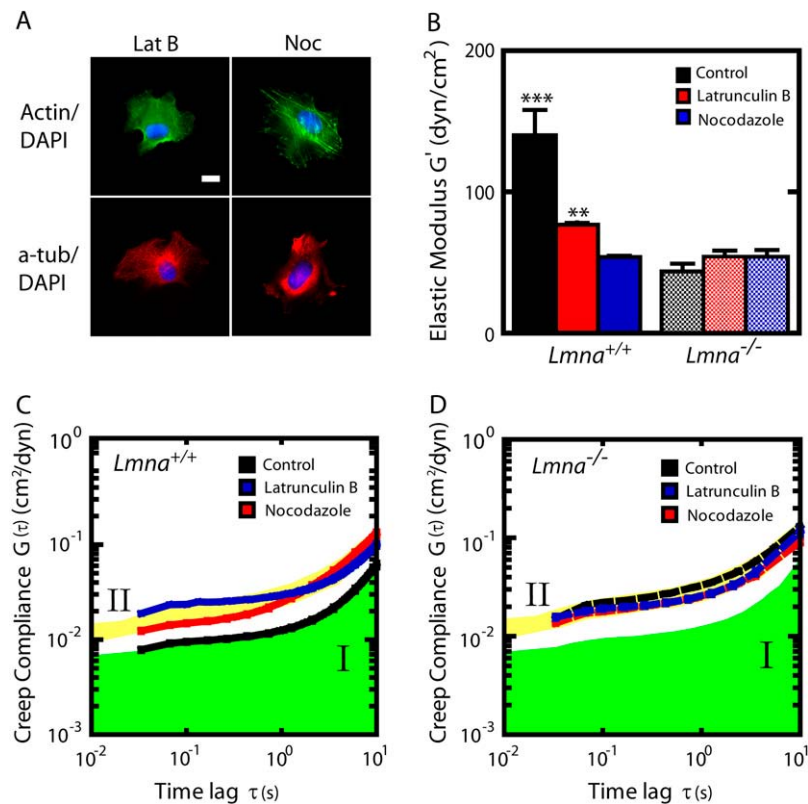 A
Lat B Noc
Actin/
DAPI
a-tub/
DAPI
B
Elastic Modulus G' (dyn/cm²)
200
100
0
***
**
Control
Latrunculin B
Nocodazole
Lmna+/+ Lmna-/-
C
Creep Compliance G(τ) (cm²/dyn)
10⁰
10⁻¹
10⁻²
10⁻³
Lmna+/+
Control
Latrunculin B
Nocodazole
II
I
10⁻² 10⁻¹ 10⁰ 10¹
Time lag τ(s)
D
Creep Compliance G(τ) (cm²/dyn)
10⁰
10⁻¹
10⁻²
10⁻³
Lmna-/-
Control
Latrunculin B
Nocodazole
II
I
10⁻² 10⁻¹ 10⁰ 10¹
Time lag τ(s)